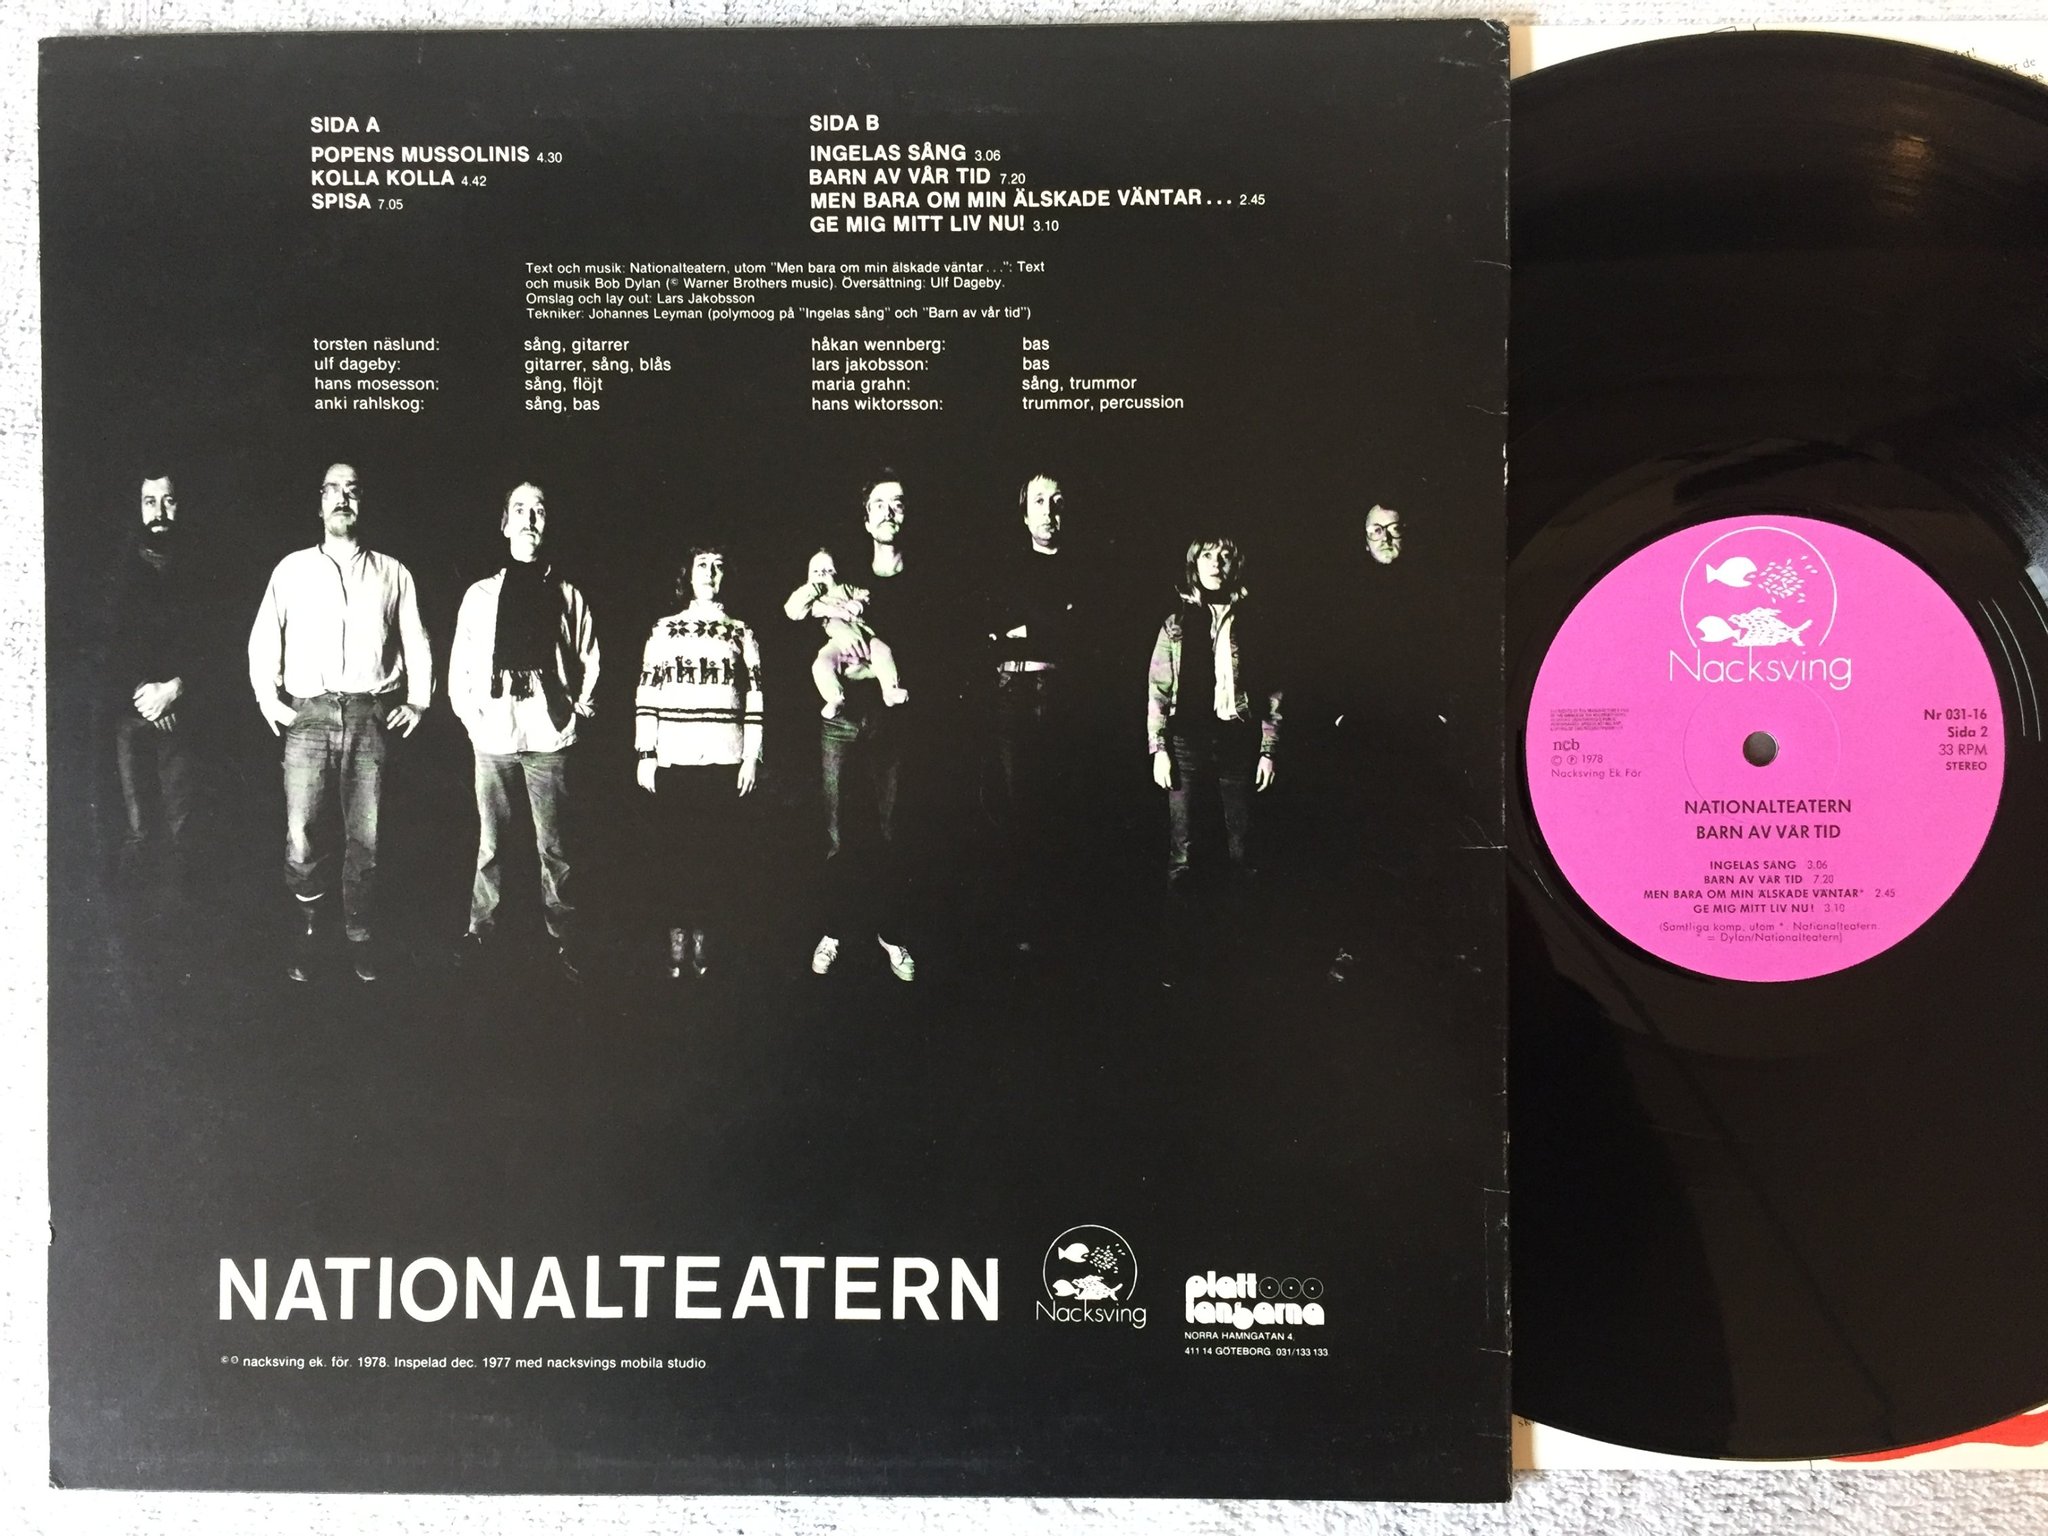 SIDA A
POPENS MUSSOLINIS 4.30
KOLLA KOLLA 4.42
SPISA 7.05
SIDA B
INGELAS SÅNG 3.06
BARN AV VÅR TID 7.20
MEN BARA OM MIN ÄLSKADE VÄNTAR... 2.45
GE MIG MITT LIV NU! 3.10
Text och musik: Nationalteatern, utom "Men bara om min älskade väntar...": Text
och musik Bob Dylan (© Warner Brothers music). Översättning: Ulf Dageby.
Omslag och lay out: Lars Jakobsson
Tekniker: Johannes Leyman (polymoog på "Ingelas sång" och "Barn av vår tid")
torsten näslund: sång, gitarrer
ulf dageby: gitarrer, sång, blås
hans mosesson: sång, flöjt
anki rahlskog: sång, bas
håkan wennberg: bas
lars jakobsson: bas
maria grahn: sång, trummor
hans wiktorsson: trummor, percussion
NATIONALTEATERN
Nacksving
platt
langarna
NORRA HAMNGATAN 4,
411 14 GÖTEBORG. 031/133 133
© ℗ nacksving ek. för. 1978. Inspelad dec. 1977 med nacksvings mobila studio
Nacksving
Nr 031-16
Sida 2
33 RPM
STEREO
ncb
© ℗ 1978
Nacksving Ek För
NATIONALTEATERN
BARN AV VÅR TID
INGELAS SÅNG 3.06
BARN AV VÅR TID 7.20
MEN BARA OM MIN ÄLSKADE VÄNTAR* 2.45
GE MIG MITT LIV NU! 3.10
(Samtliga komp, utom *: Nationalteatern.
* = Dylan/Nationalteatern)